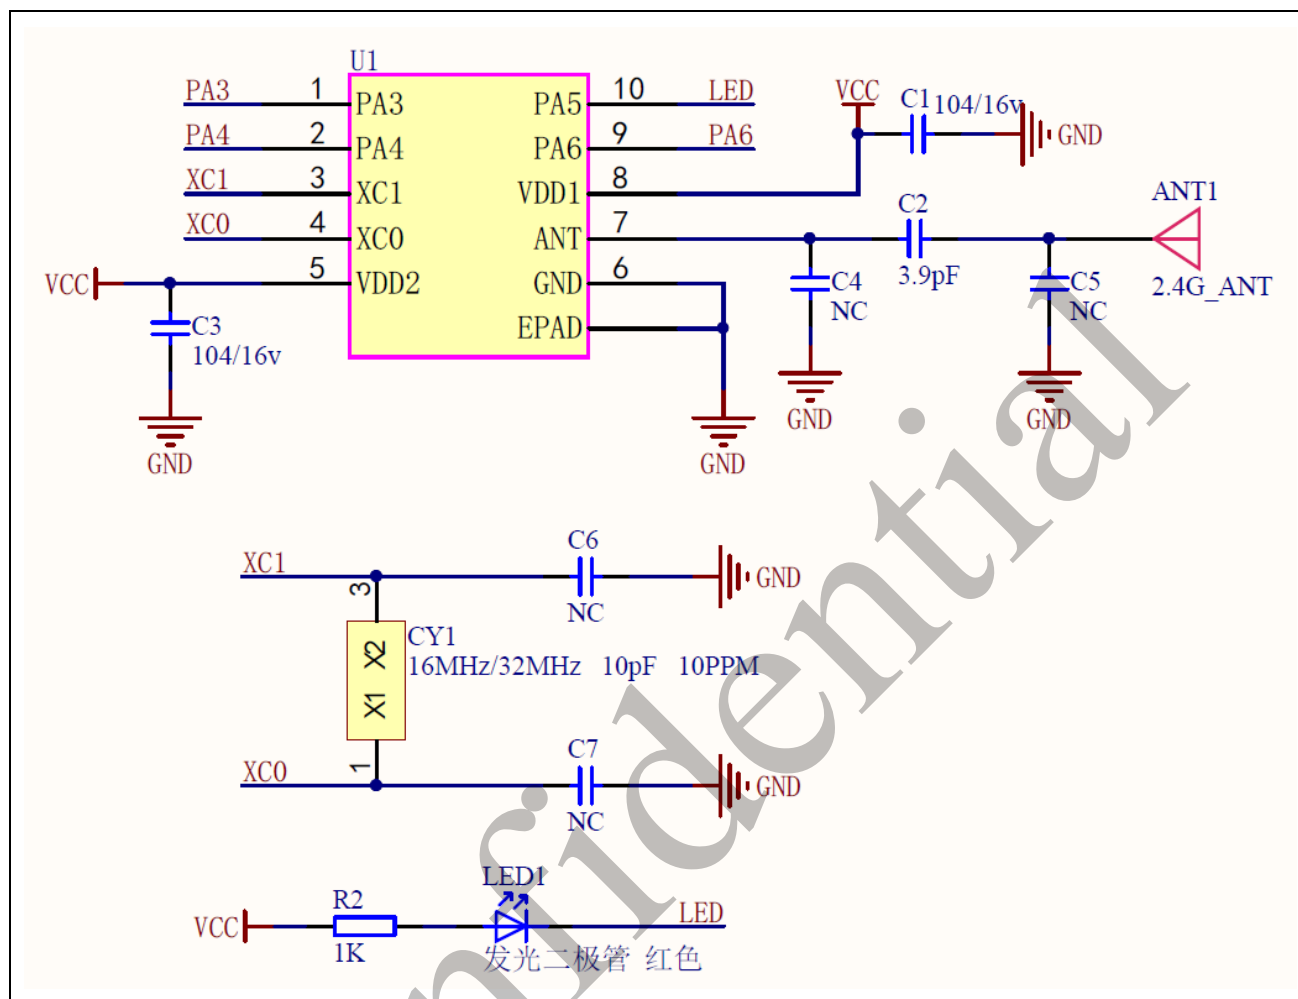 U1
PA3 1 PA3 PA5 10 LED
PA4 2 PA4 PA6 9 PA6
XC1 3 XC1 VDD1 8
XC0 4 XC0 ANT 7
VCC 5 VDD2 GND 6
EPAD
C3
104/16v
GND
GND
VCC
C1 104/16v
GND
C2
3.9pF
C4
NC
GND
C5
NC
GND
ANT1
2.4G_ANT
XC1
C6
NC
GND
3
X2
X1
1
CY1
16MHz/32MHz 10pF 10PPM
XC0
C7
NC
GND
VCC
R2
1K
LED1
LED
发光二极管 红色
nfidential